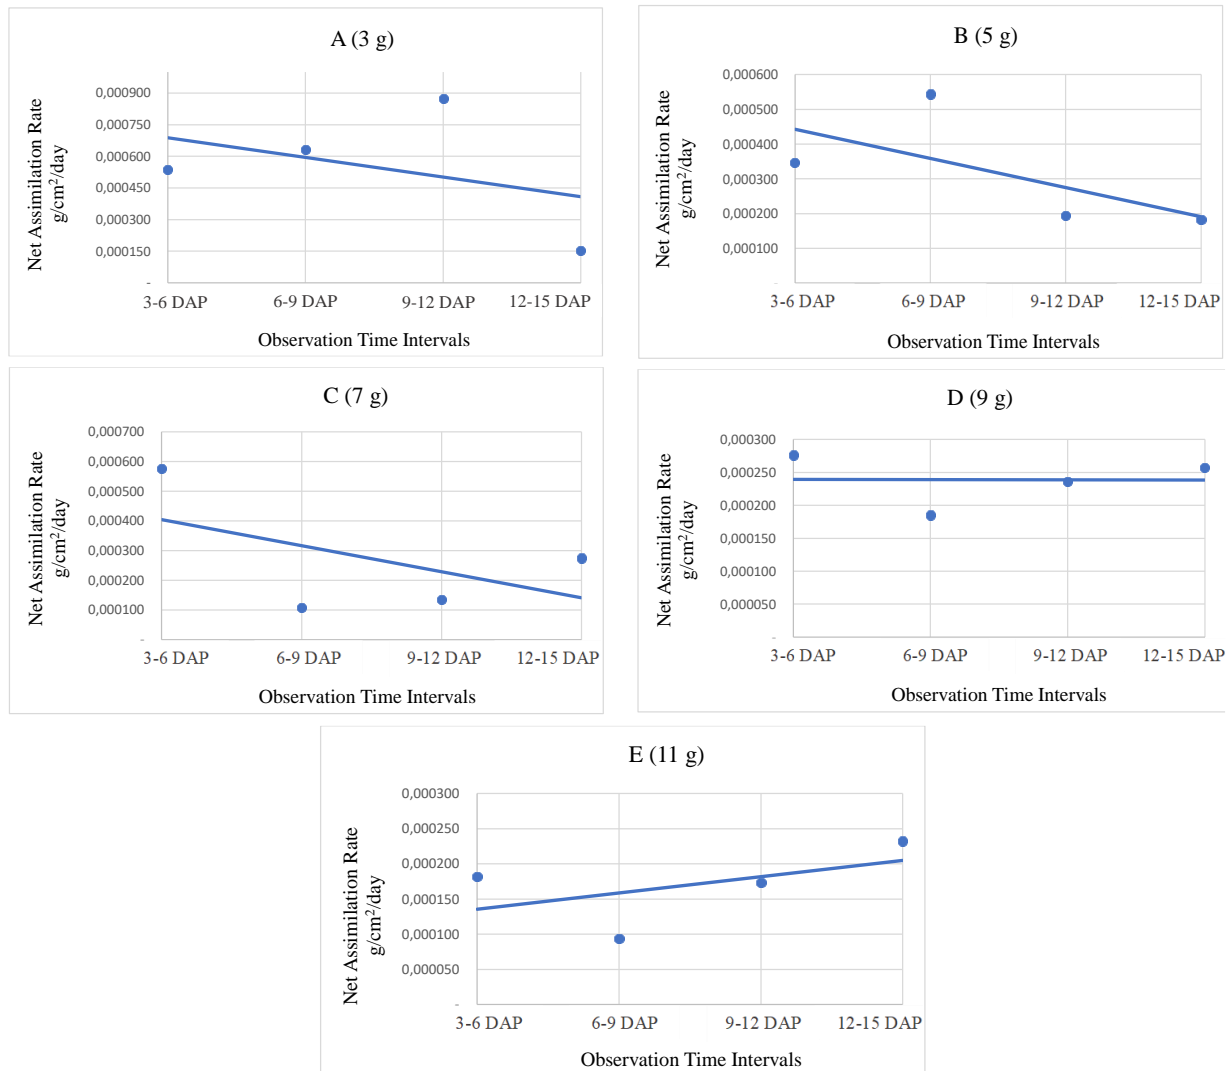 A (3 g)
Net Assimilation Rate
g/cm²/day
0,000900
0,000750
0,000600
0,000450
0,000300
0,000150
-
3-6 DAP
6-9 DAP
9-12 DAP
12-15 DAP
Observation Time Intervals
B (5 g)
Net Assimilation Rate
g/cm²/day
0,000600
0,000500
0,000400
0,000300
0,000200
0,000100
-
3-6 DAP
6-9 DAP
9-12 DAP
12-15 DAP
Observation Time Intervals
C (7 g)
Net Assimilation Rate
g/cm²/day
0,000700
0,000600
0,000500
0,000400
0,000300
0,000200
0,000100
-
3-6 DAP
6-9 DAP
9-12 DAP
12-15 DAP
Observation Time Intervals
D (9 g)
Net Assimilation Rate
g/cm²/day
0,000300
0,000250
0,000200
0,000150
0,000100
0,000050
-
3-6 DAP
6-9 DAP
9-12 DAP
12-15 DAP
Observation Time Intervals
E (11 g)
Net Assimilation Rate
g/cm²/day
0,000300
0,000250
0,000200
0,000150
0,000100
0,000050
-
3-6 DAP
6-9 DAP
9-12 DAP
12-15 DAP
Observation Time Intervals